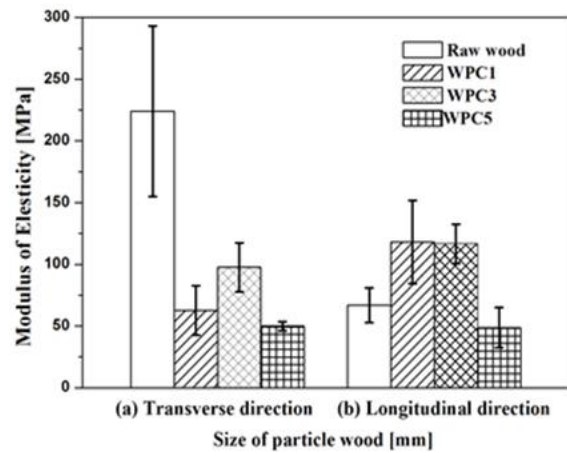 Modulus of Elesticity [MPa]
300
250
200
150
100
50
0
Raw wood
WPC1
WPC3
WPC5
(a) Transverse direction (b) Longitudinal direction
Size of particle wood [mm]